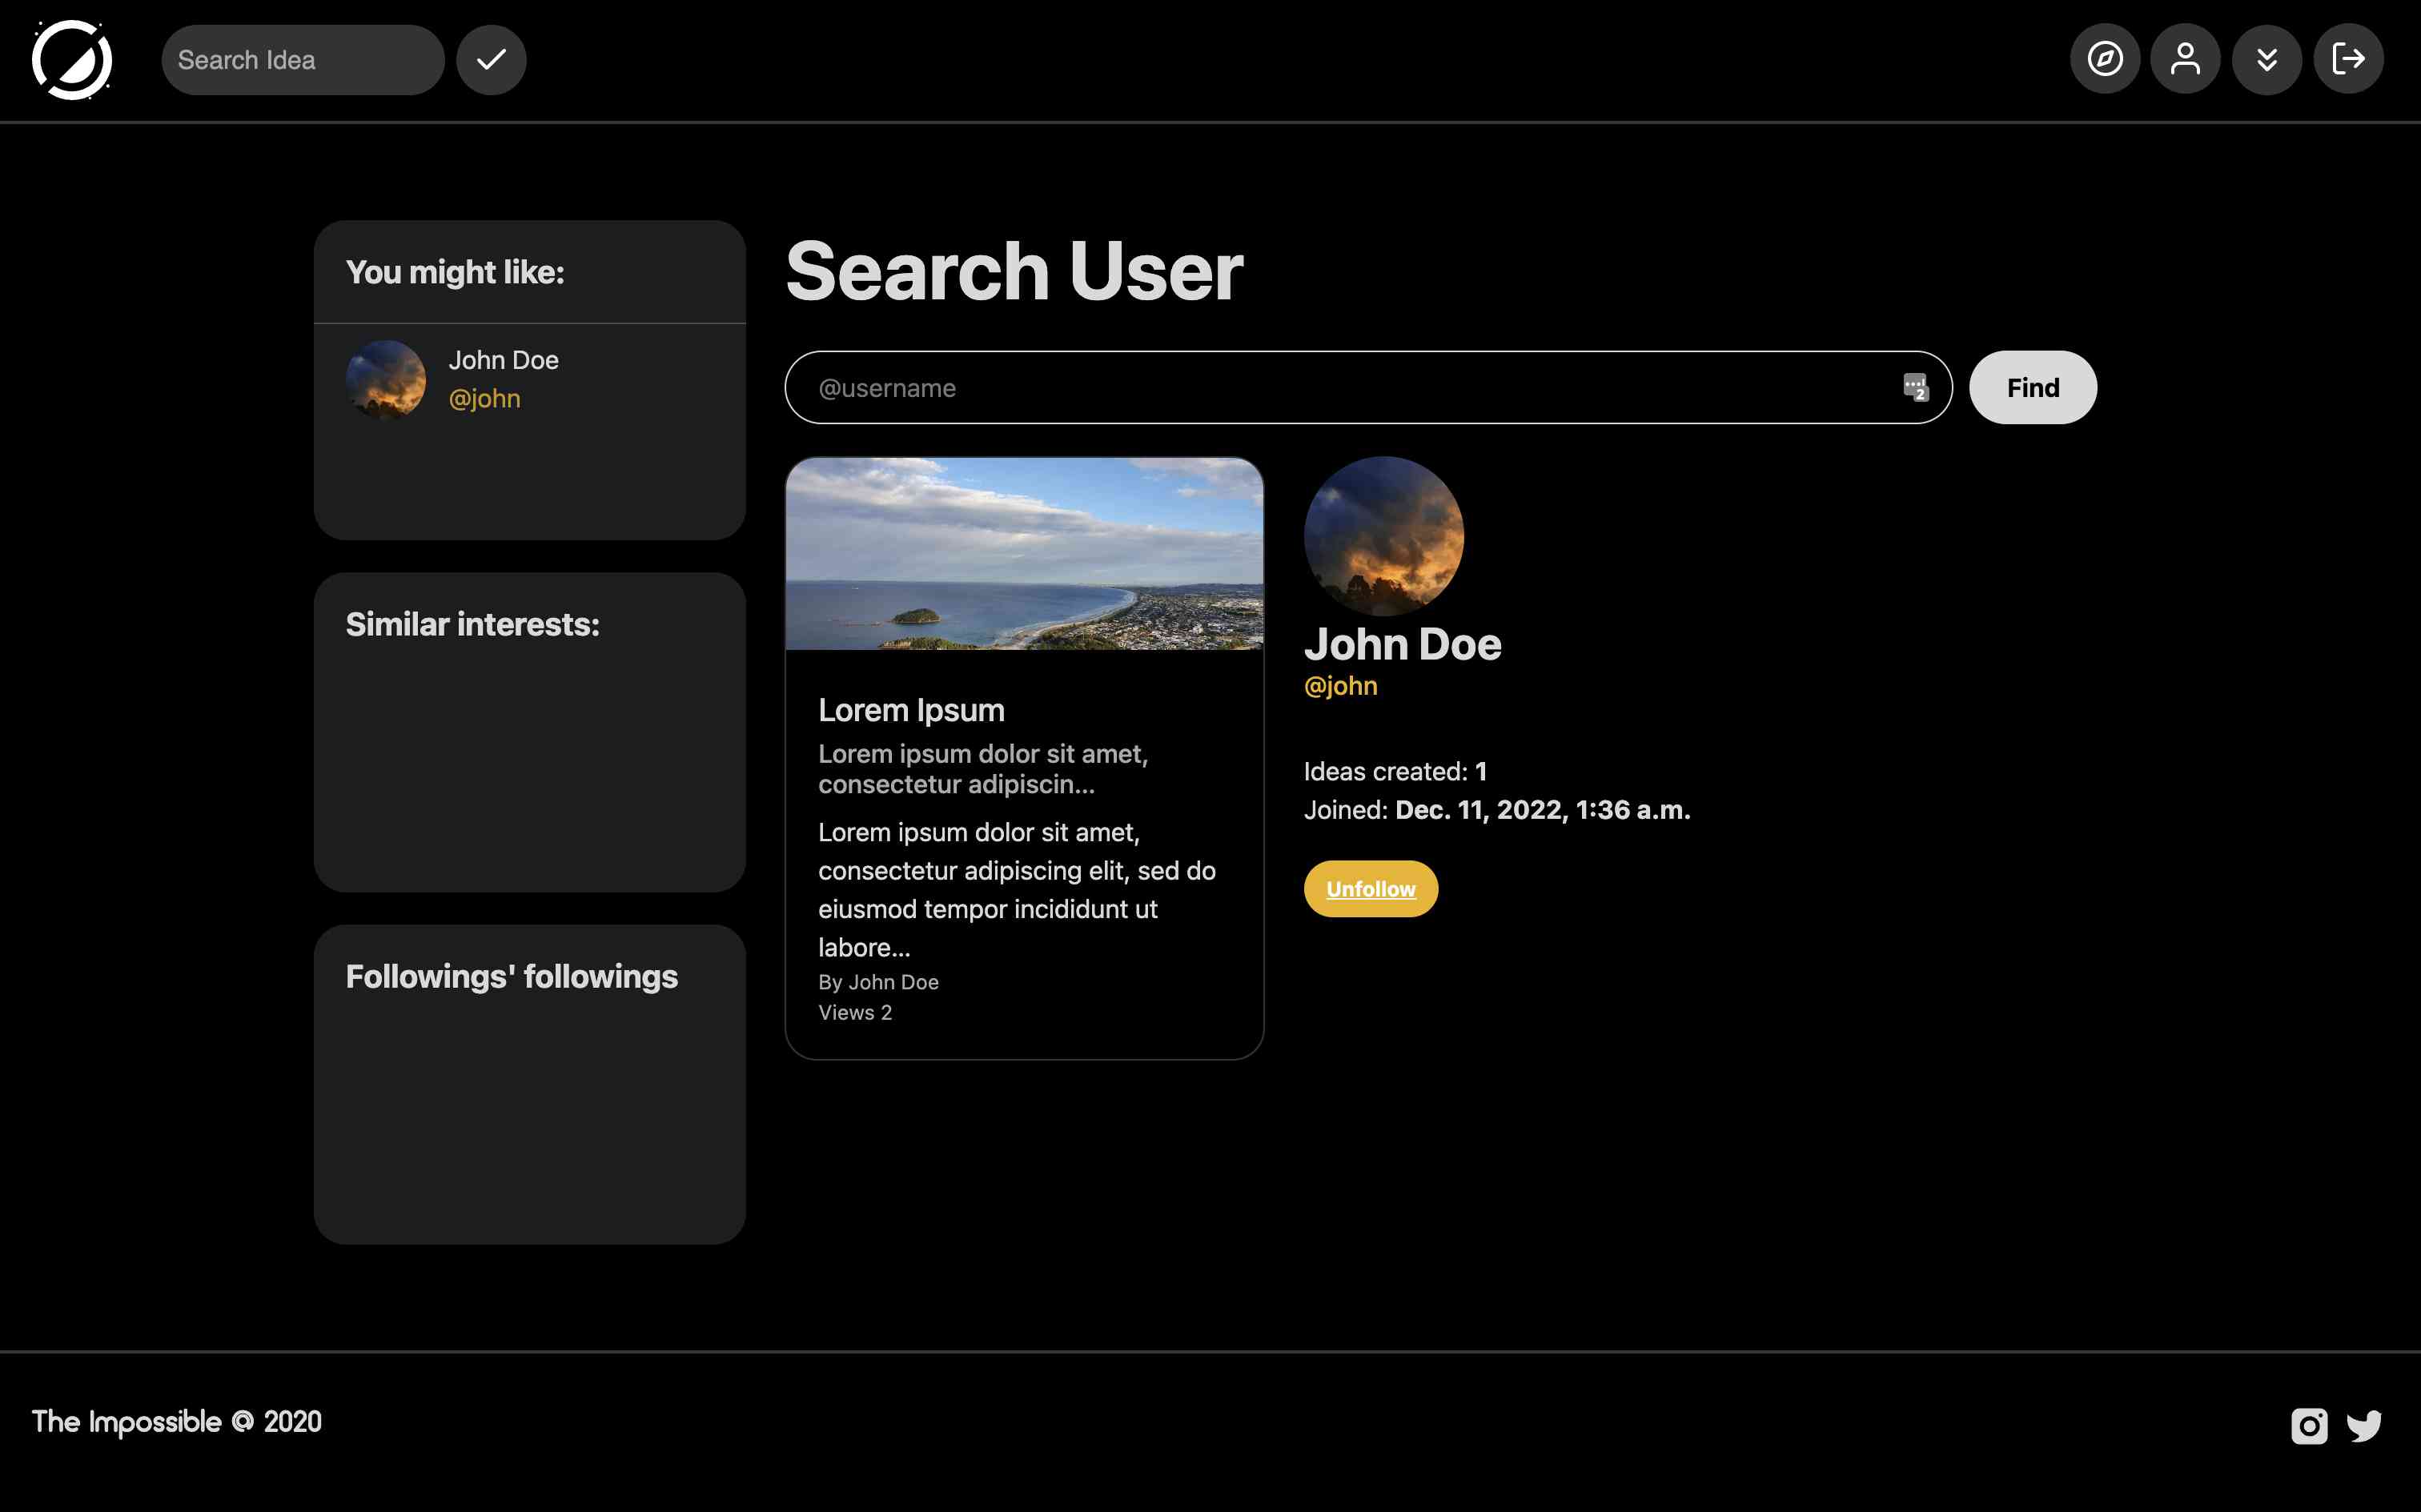 Search Idea
You might like:
John Doe
@john
Similar interests:
Followings' followings
Search User
@username
2
Find
Lorem Ipsum
Lorem ipsum dolor sit amet,
consectetur adipiscin...
Lorem ipsum dolor sit amet,
consectetur adipiscing elit, sed do
eiusmod tempor incididunt ut
labore...
By John Doe
Views 2
John Doe
@john
Ideas created: 1
Joined: Dec. 11, 2022, 1:36 a.m.
Unfollow
The Impossible @ 2020